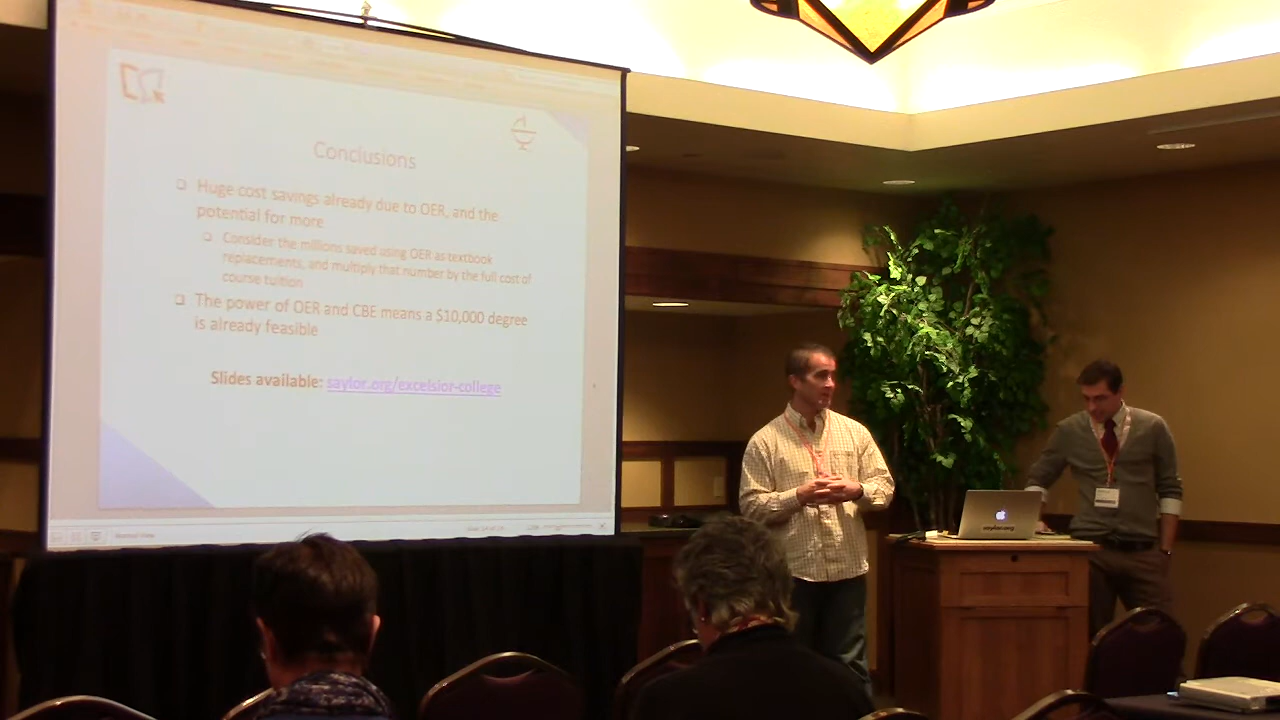 Conclusions
Huge cost savings already due to OER, and the
potential for more
Consider the millions saved using OER as textbook
replacements, and multiply that number by the full cost of
course tuition
The power of OER and CBE means a $10,000 degree
is already feasible
Slides available: saylor.org/excelsior-college
saylor.org